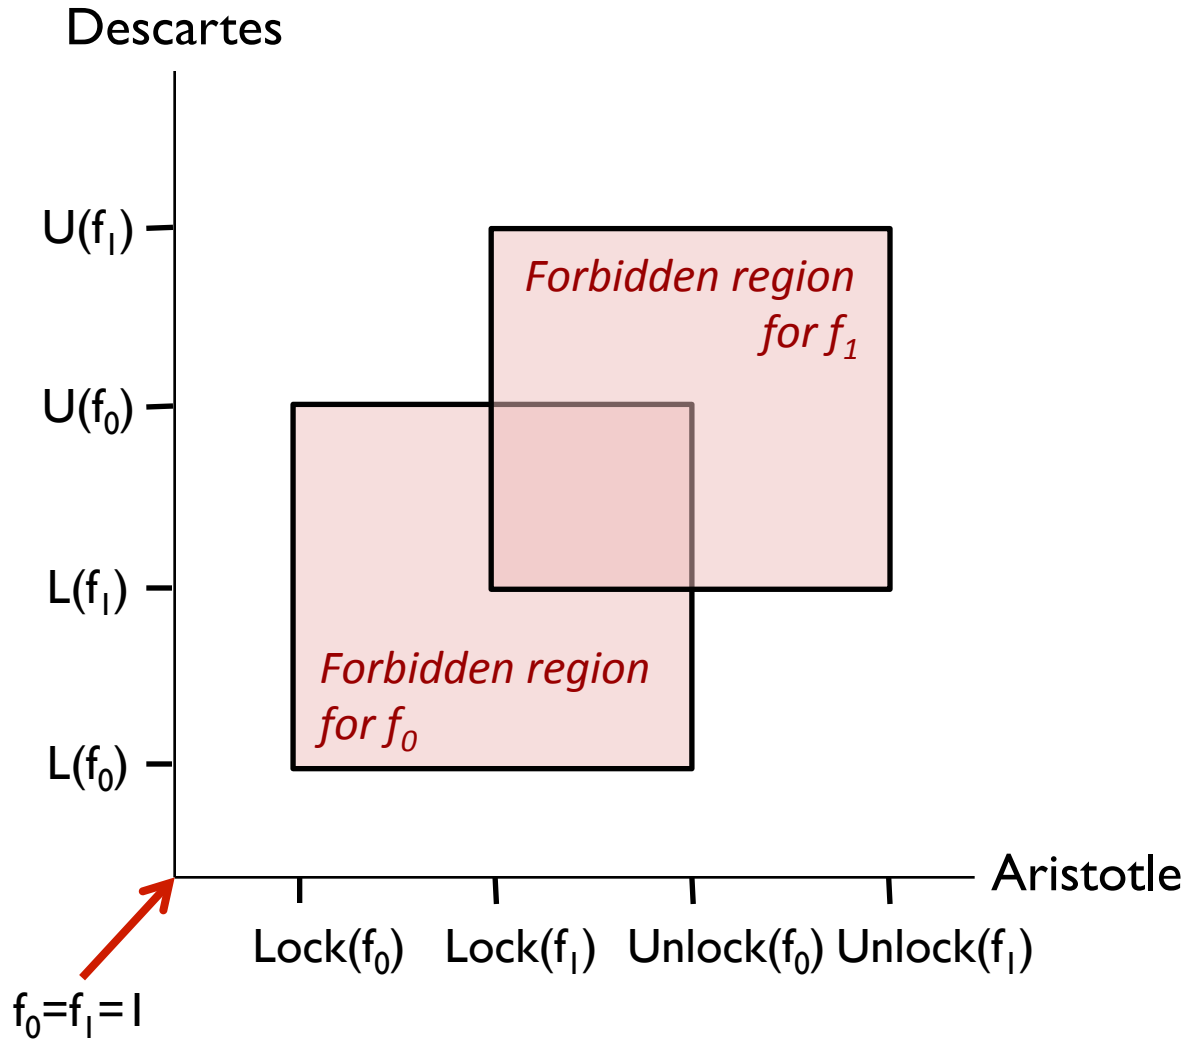 Descartes
U(f₁)
Forbidden region
for f₁
U(f₀)
L(f₁)
Forbidden region
for f₀
L(f₀)
Aristotle
Lock(f₀) Lock(f₁) Unlock(f₀) Unlock(f₁)
f₀=f₁=1